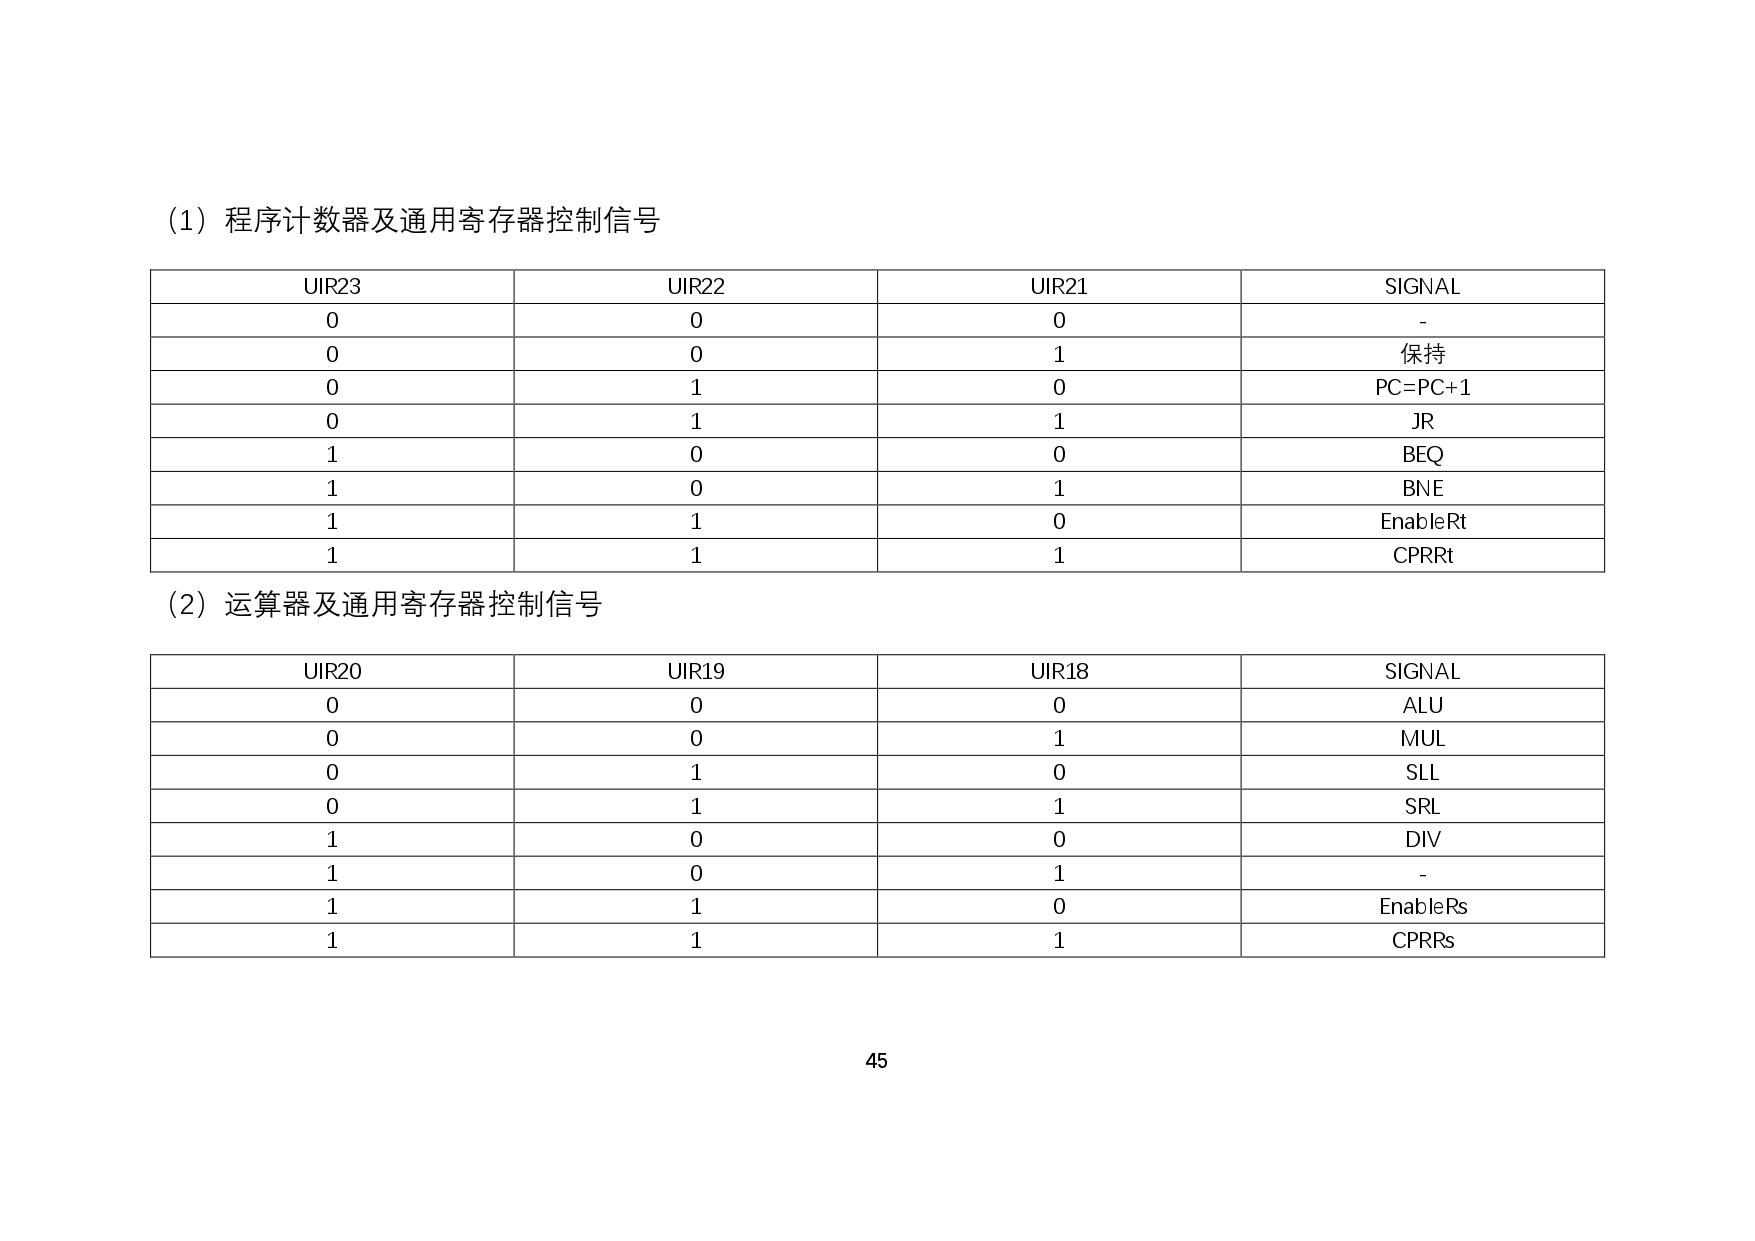 （1）程序计数器及通用寄存器控制信号
UIR23 UIR22 UIR21 SIGNAL
0 0 0 -
0 0 1 保持
0 1 0 PC=PC+1
0 1 1 JR
1 0 0 BEQ
1 0 1 BNE
1 1 0 EnableRt
1 1 1 CPRRt
（2）运算器及通用寄存器控制信号
UIR20 UIR19 UIR18 SIGNAL
0 0 0 ALU
0 0 1 MUL
0 1 0 SLL
0 1 1 SRL
1 0 0 DIV
1 0 1 -
1 1 0 EnableRs
1 1 1 CPRRs
45